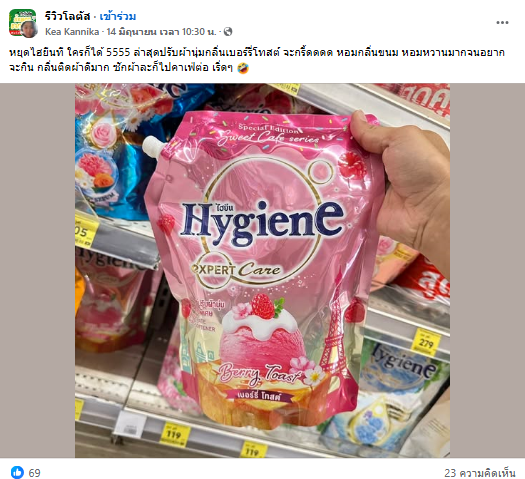 รีวิวโลตัส · เข้าร่วม
Kea Kannika · 14 มิถุนายน เวลา 10:30 น. ·
หยุดไฮยีนที ใครก็ได้ 5555 ล่าสุดปรับผ้านุ่มกลิ่นเบอร์รี่โทสต์ จะกรี้ดดดด หอมกลิ่นขนม หอมหวานมากจนอยาก
จะกิน กลิ่นติดผ้าดีมาก ซักผ้าละก็ไปคาเฟ่ต่อ เริ่ดๆ 🤣
Special Edition
Sweet Cafe series
ไฮยีน
Hygiene
EXPERT Care
Berry Toast
เบอร์รี่ โทสต์
Hygiene
279
119
119
69
23 ความคิดเห็น